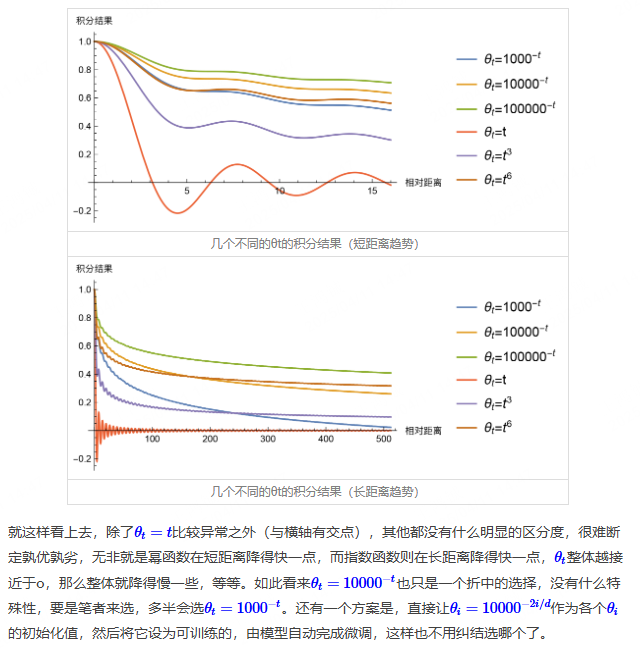 积分结果
1.0
0.8
0.6
0.4
0.2
-0.2
5
10
15
相对距离
θt=1000^-t
θt=10000^-t
θt=100000^-t
θt=t
θt=t^3
θt=t^6
几个不同的θt的积分结果（短距离趋势）
积分结果
1.0
0.8
0.6
0.4
0.2
-0.2
100
200
300
400
500
相对距离
θt=1000^-t
θt=10000^-t
θt=100000^-t
θt=t
θt=t^3
θt=t^6
几个不同的θt的积分结果（长距离趋势）
就这样看上去，除了θt = t比较异常之外（与横轴有交点），其他都没有什么明显的区分度，很难断
定孰优孰劣，无非就是幂函数在短距离降得快一点，而指数函数则在长距离降得快一点，θt整体越接
近于0，那么整体就降得慢一些，等等。如此看来θt = 10000^-t也只是一个折中的选择，没有什么特
殊性，要是笔者来选，多半会选θt = 1000^-t。还有一个方案是，直接让θi = 10000^-2i/d作为各个θi
的初始化值，然后将它设为可训练的，由模型自动完成微调，这样也不用纠结选哪个了。